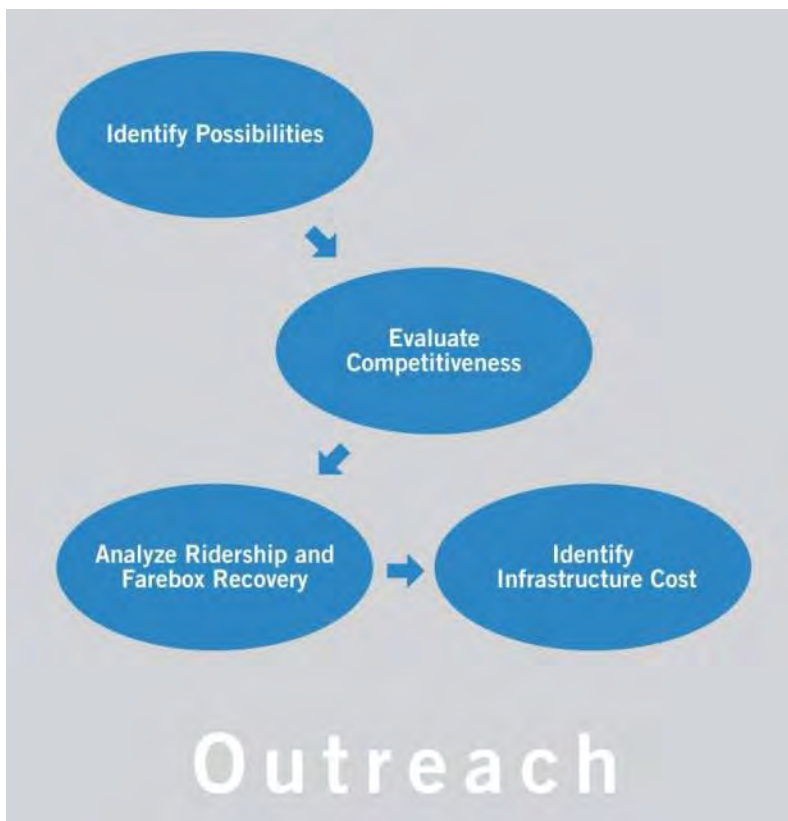 Identify Possibilities
Evaluate
Competitiveness
Analyze Ridership and
Farebox Recovery
Identify
Infrastructure Cost
Outreach